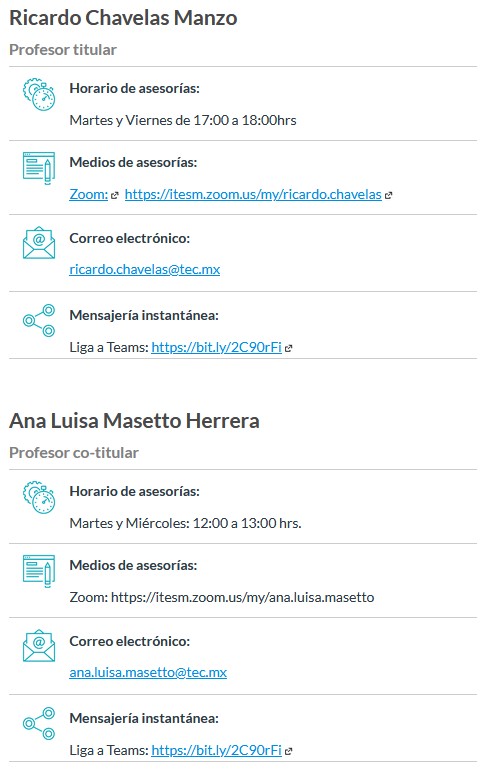 Ricardo Chavelas Manzo
Profesor titular
Horario de asesorías:
Martes y Viernes de 17:00 a 18:00hrs
Medios de asesorías:
Zoom: https://itesm.zoom.us/my/ricardo.chavelas
Correo electrónico:
ricardo.chavelas@tec.mx
Mensajería instantánea:
Liga a Teams: https://bit.ly/2C90rFi
Ana Luisa Masetto Herrera
Profesor co-titular
Horario de asesorías:
Martes y Miércoles: 12:00 a 13:00 hrs.
Medios de asesorías:
Zoom: https://itesm.zoom.us/my/ana.luisa.masetto
Correo electrónico:
ana.luisa.masetto@tec.mx
Mensajería instantánea:
Liga a Teams: https://bit.ly/2C90rFi